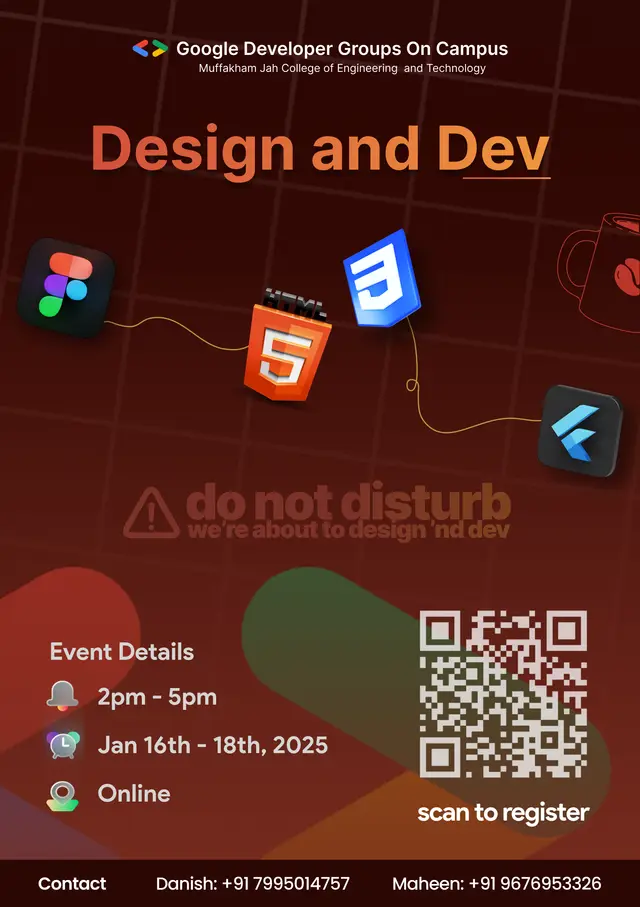 Google Developer Groups On Campus
Muffakham Jah College of Engineering and Technology
Design and Dev
HTML
5
3
do not disturb
we're about to design 'nd dev
Event Details
2pm - 5pm
Jan 16th - 18th, 2025
Online
scan to register
Contact Danish: +91 7995014757 Maheen: +91 9676953326